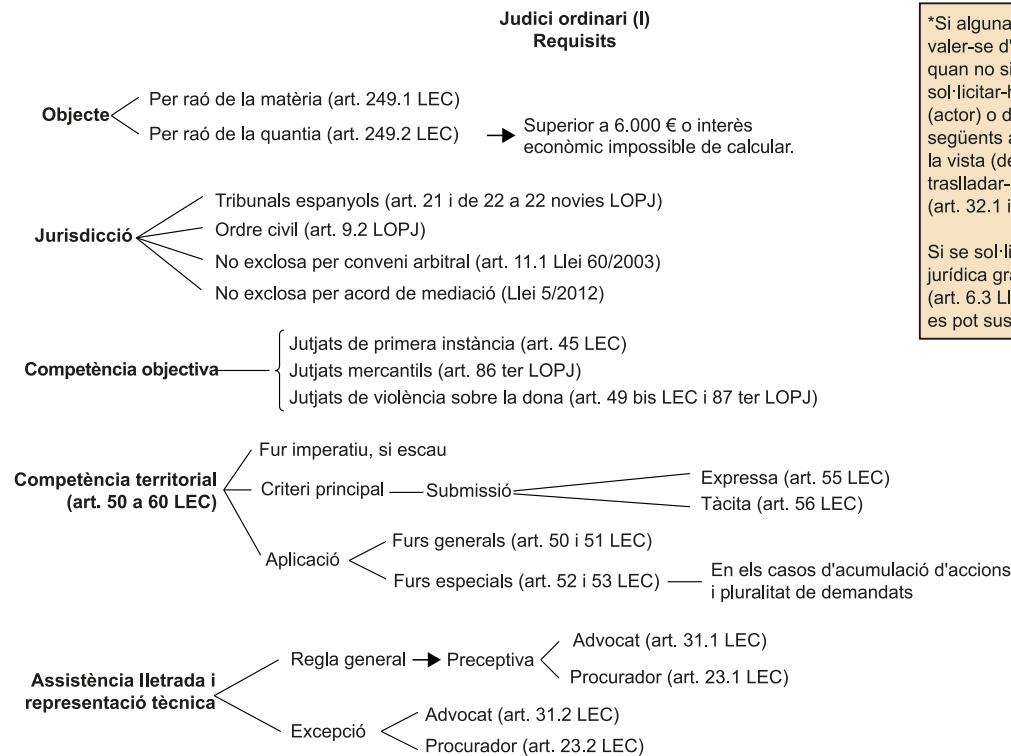 Judici ordinari (I)
Requisits
Objecte
Per raó de la matèria (art. 249.1 LEC)
Per raó de la quantia (art. 249.2 LEC)
Superior a 6.000 € o interès
econòmic impossible de calcular.
Jurisdicció
Tribunals espanyols (art. 21 i de 22 a 22 novies LOPJ)
Ordre civil (art. 9.2 LOPJ)
No exclosa per conveni arbitral (art. 11.1 Llei 60/2003)
No exclosa per acord de mediació (Llei 5/2012)
Competència objectiva
Jutjats de primera instància (art. 45 LEC)
Jutjats mercantils (art. 86 ter LOPJ)
Jutjats de violència sobre la dona (art. 49 bis LEC i 87 ter LOPJ)
Competència territorial
(art. 50 a 60 LEC)
Fur imperatiu, si escau
Criteri principal
Submissió
Expressa (art. 55 LEC)
Tàcita (art. 56 LEC)
Aplicació
Furs generals (art. 50 i 51 LEC)
Furs especials (art. 52 i 53 LEC)
En els casos d'acumulació d'accions
i pluralitat de demandats
Assistència lletrada i
representació tècnica
Regla general
Preceptiva
Advocat (art. 31.1 LEC)
Procurador (art. 23.1 LEC)
Excepció
Advocat (art. 31.2 LEC)
Procurador (art. 23.2 LEC)
*Si alguna
valer-se d'
quan no si
sol·licitar-h
(actor) o d
següents a
la vista (de
traslladar-
(art. 32.1 i
Si se sol·li
jurídica gra
(art. 6.3 Ll
es pot sus